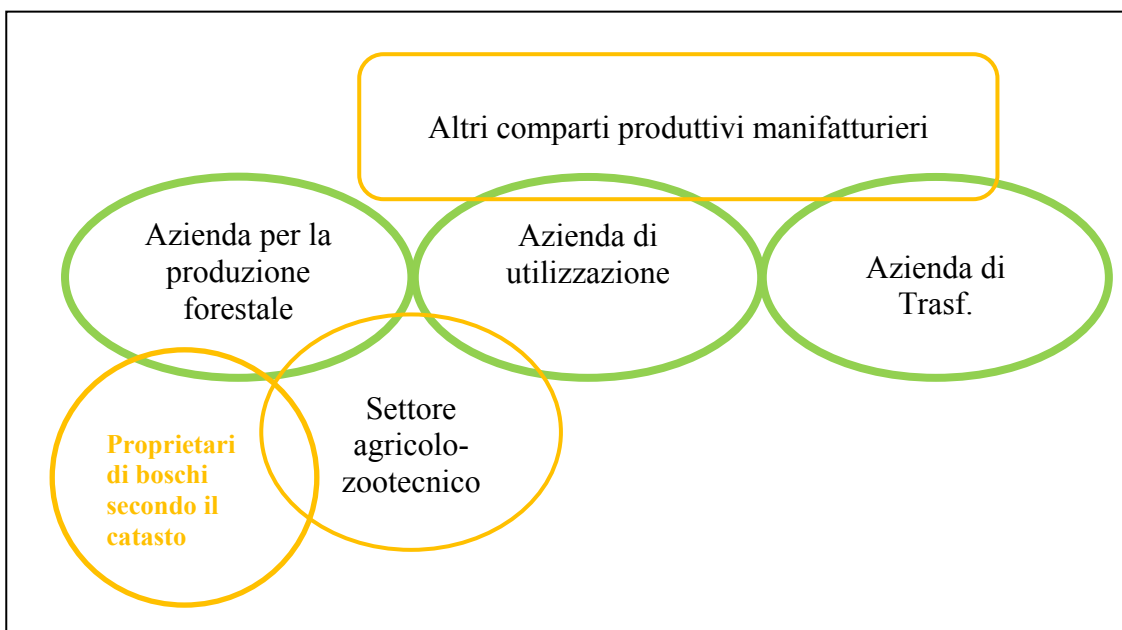 Altri comparti produttivi manifatturieri
Azienda per la
produzione
forestale
Azienda di
utilizzazione
Azienda di
Trasf.
Settore
agricolo-
zootecnico
Proprietari
di boschi
secondo il
catasto